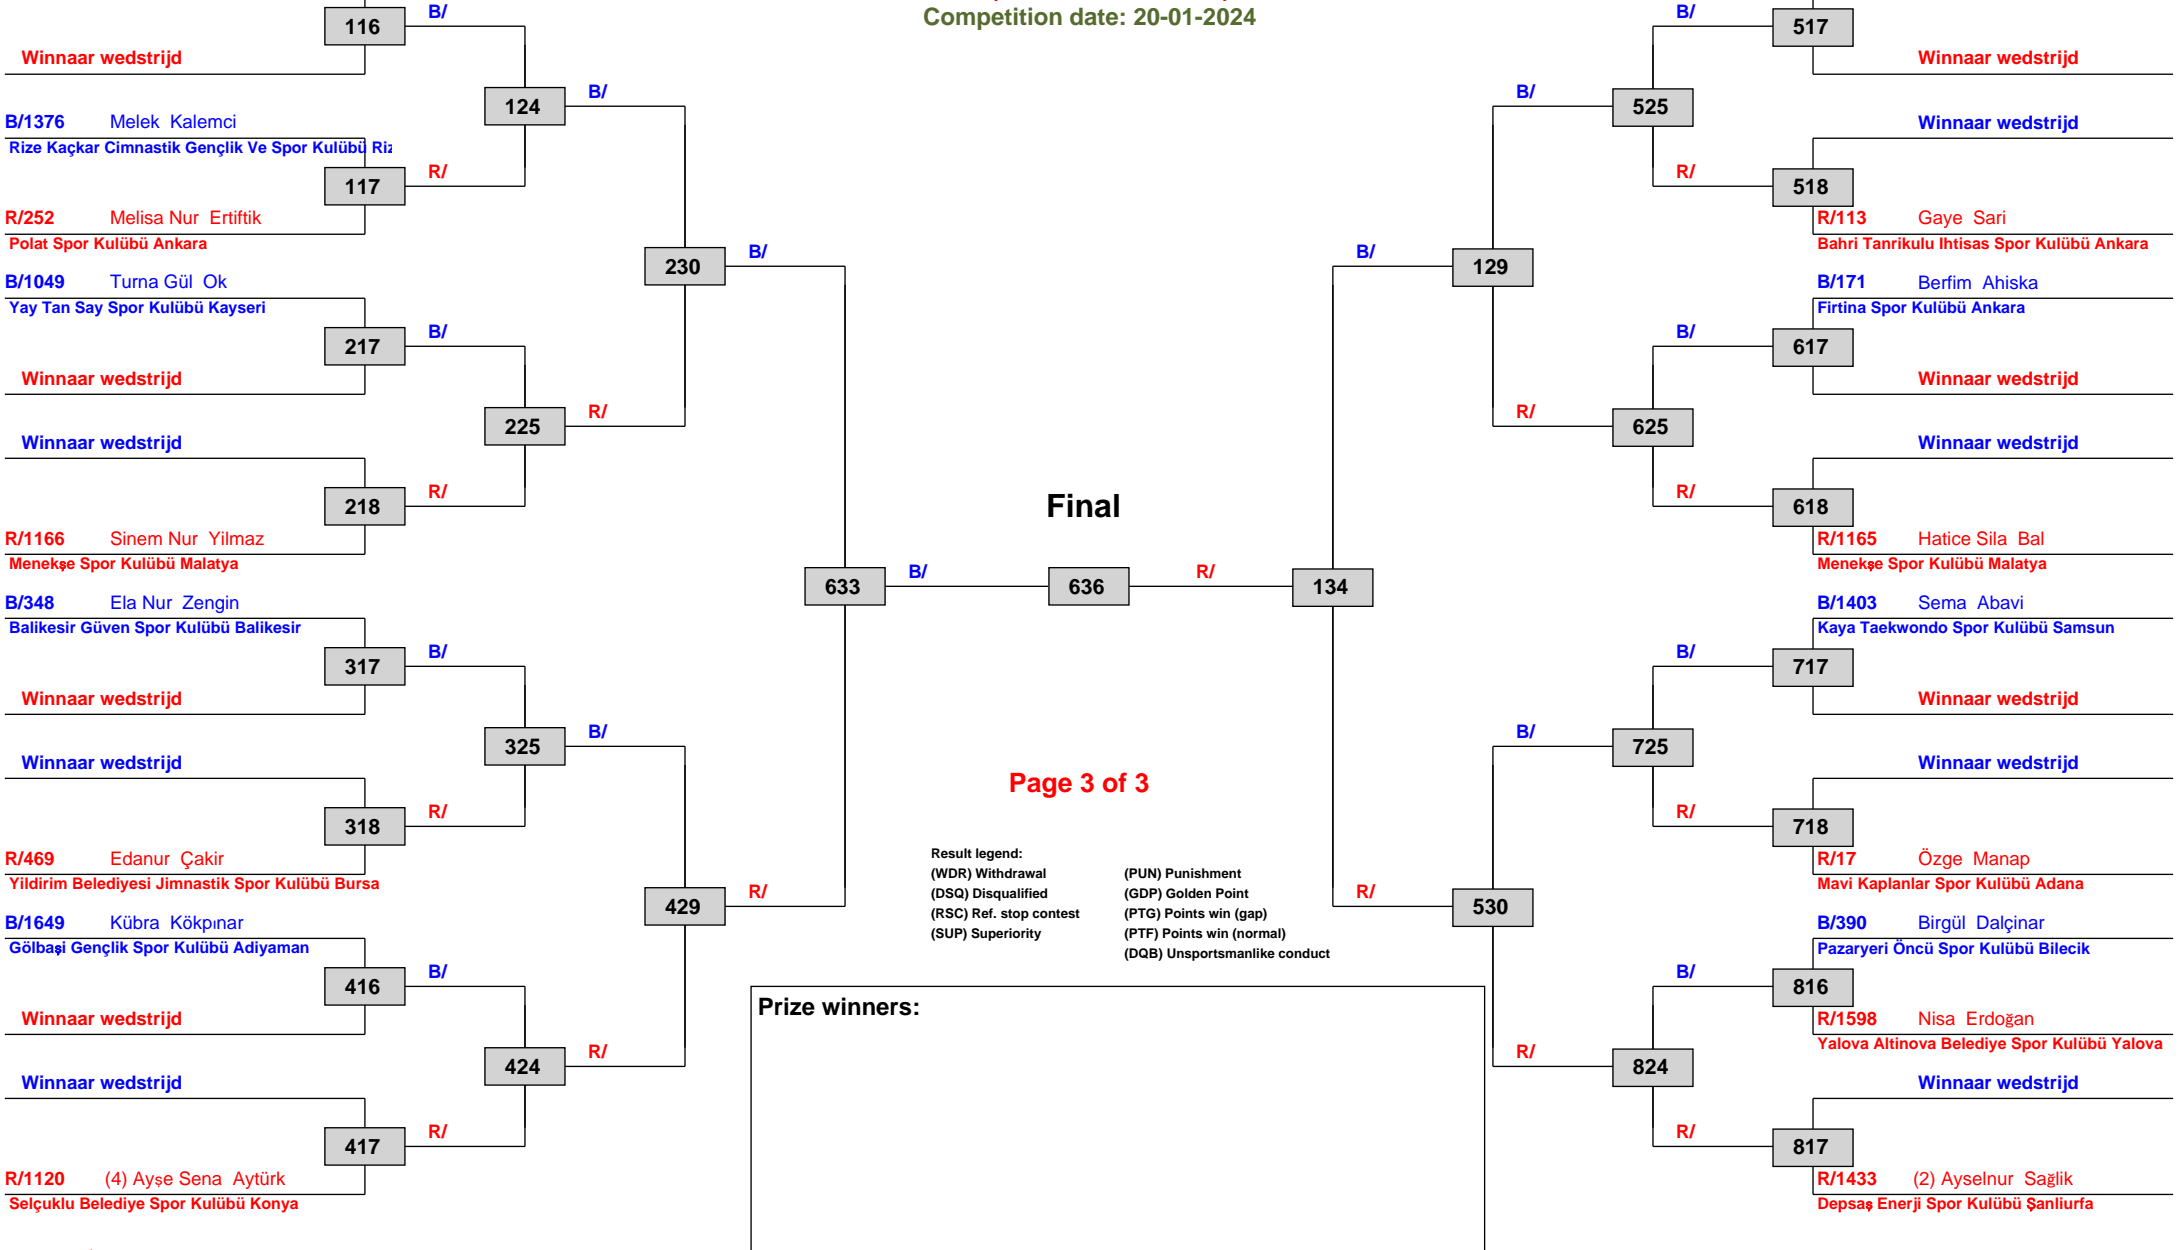 Competition date: 20-01-2024
116
B/
Winnaar wedstrijd
124
B/
B/1376 Melek Kalemci
Rize Kaçkar Cimnastik Gençlik Ve Spor Kulübü Riz
117
R/
R/252 Melisa Nur Ertiftik
Polat Spor Kulübü Ankara
230
B/
B/1049 Turna Gül Ok
Yay Tan Say Spor Kulübü Kayseri
217
B/
Winnaar wedstrijd
225
R/
Winnaar wedstrijd
218
R/
R/1166 Sinem Nur Yilmaz
Menekşe Spor Kulübü Malatya
633
B/
B/348 Ela Nur Zengin
Balikesir Güven Spor Kulübü Balikesir
317
B/
Winnaar wedstrijd
325
B/
Winnaar wedstrijd
318
R/
R/469 Edanur Çakir
Yildirim Belediyesi Jimnastik Spor Kulübü Bursa
429
R/
B/1649 Kübra Kökpınar
Gölbaşi Gençlik Spor Kulübü Adiyaman
416
B/
Winnaar wedstrijd
424
R/
Winnaar wedstrijd
417
R/
R/1120 (4) Ayşe Sena Aytürk
Selçuklu Belediye Spor Kulübü Konya
Final
636
R/
134
Page 3 of 3
Result legend:
(WDR) Withdrawal
(DSQ) Disqualified
(RSC) Ref. stop contest
(SUP) Superiority
(PUN) Punishment
(GDP) Golden Point
(PTG) Points win (gap)
(PTF) Points win (normal)
(DQB) Unsportsmanlike conduct
Prize winners:
B/
517
Winnaar wedstrijd
B/
525
Winnaar wedstrijd
R/
518
R/113 Gaye Sari
Bahri Tanrikulu Ihtisas Spor Kulübü Ankara
B/
129
B/171 Berfim Ahiska
Firtina Spor Kulübü Ankara
B/
617
Winnaar wedstrijd
R/
625
Winnaar wedstrijd
R/
618
R/1165 Hatice Sila Bal
Menekşe Spor Kulübü Malatya
B/1403 Sema Abavi
Kaya Taekwondo Spor Kulübü Samsun
B/
717
Winnaar wedstrijd
B/
725
Winnaar wedstrijd
R/
718
R/17 Özge Manap
Mavi Kaplanlar Spor Kulübü Adana
R/
530
B/390 Birgül Dalçinar
Pazaryeri Öncü Spor Kulübü Bilecik
B/
816
R/1598 Nisa Erdoğan
Yalova Altinova Belediye Spor Kulübü Yalova
R/
824
Winnaar wedstrijd
R/
817
R/1433 (2) Ayselnur Sağlik
Depsaş Enerji Spor Kulübü Şanliurfa